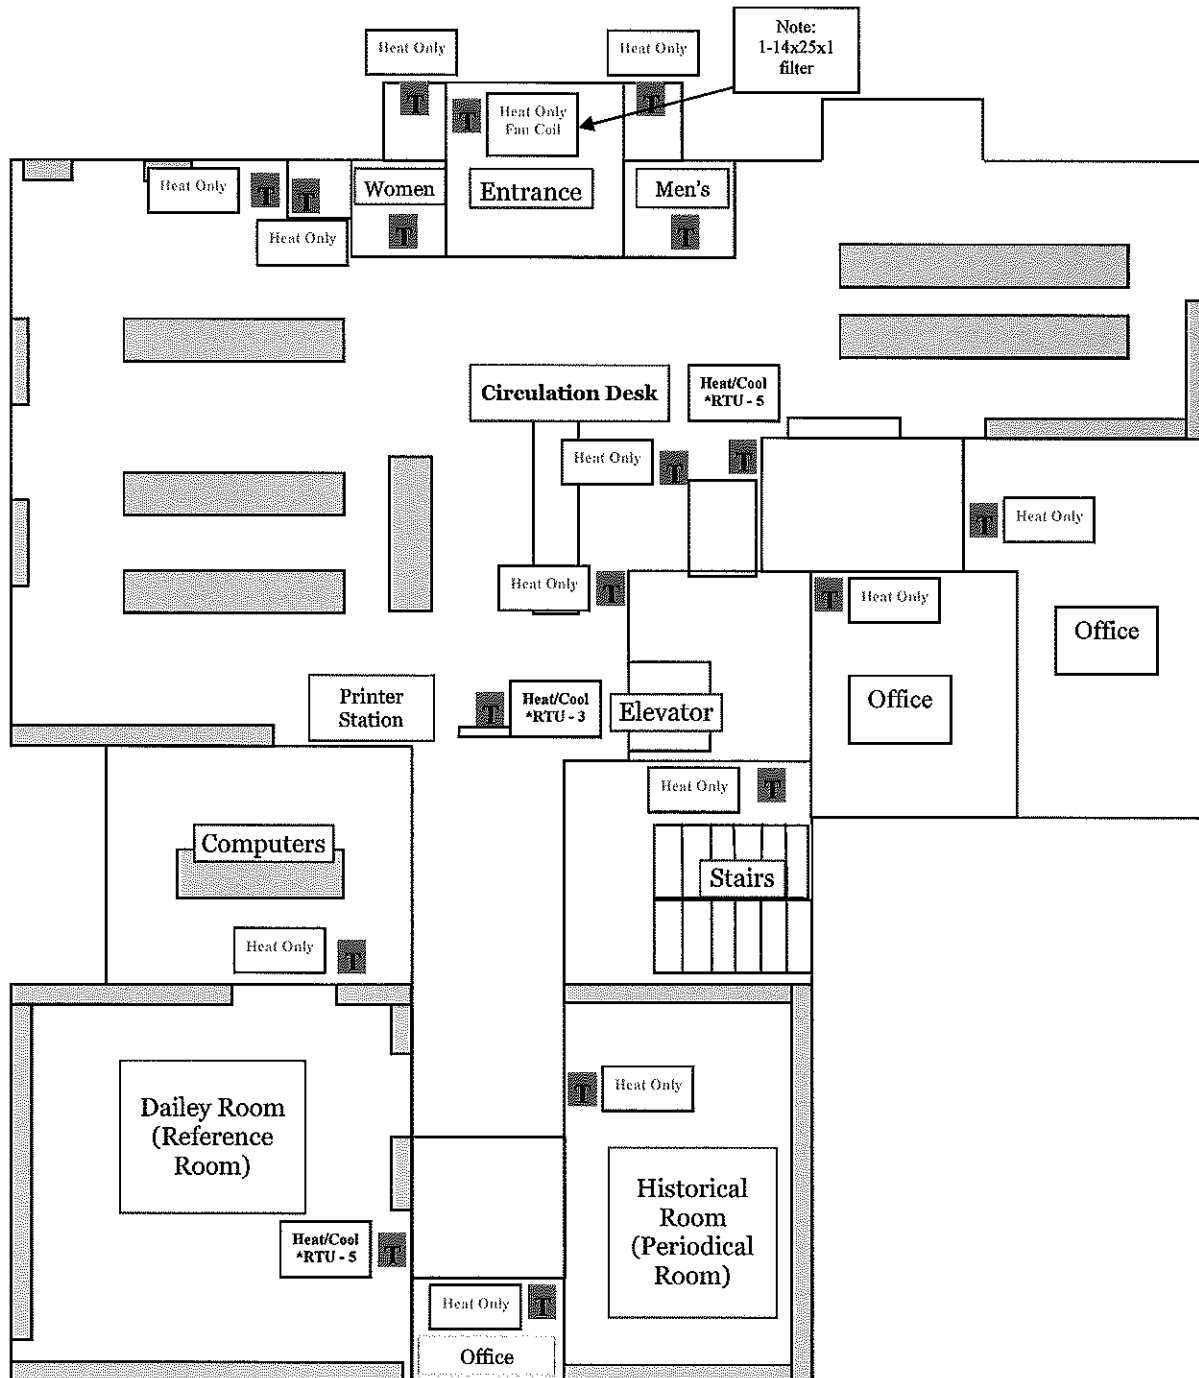 Note:
1-14x25x1
filter
Heat Only
Heat Only
T
T
T
Heat Only
Fan Coil
Heat Only
T
T
Women
Entrance
Men's
T
T
Heat Only
Circulation Desk
Heat/Cool
*RTU - 5
Heat Only
T
T
T
Heat Only
Heat Only
T
T
Heat Only
Office
Office
Printer
Station
T
Heat/Cool
*RTU - 3
Elevator
Heat Only
T
Computers
Stairs
Heat Only
T
T
Heat Only
Dailey Room
(Reference
Room)
Historical
Room
(Periodical
Room)
Heat/Cool
*RTU - 5
T
Heat Only
T
Office